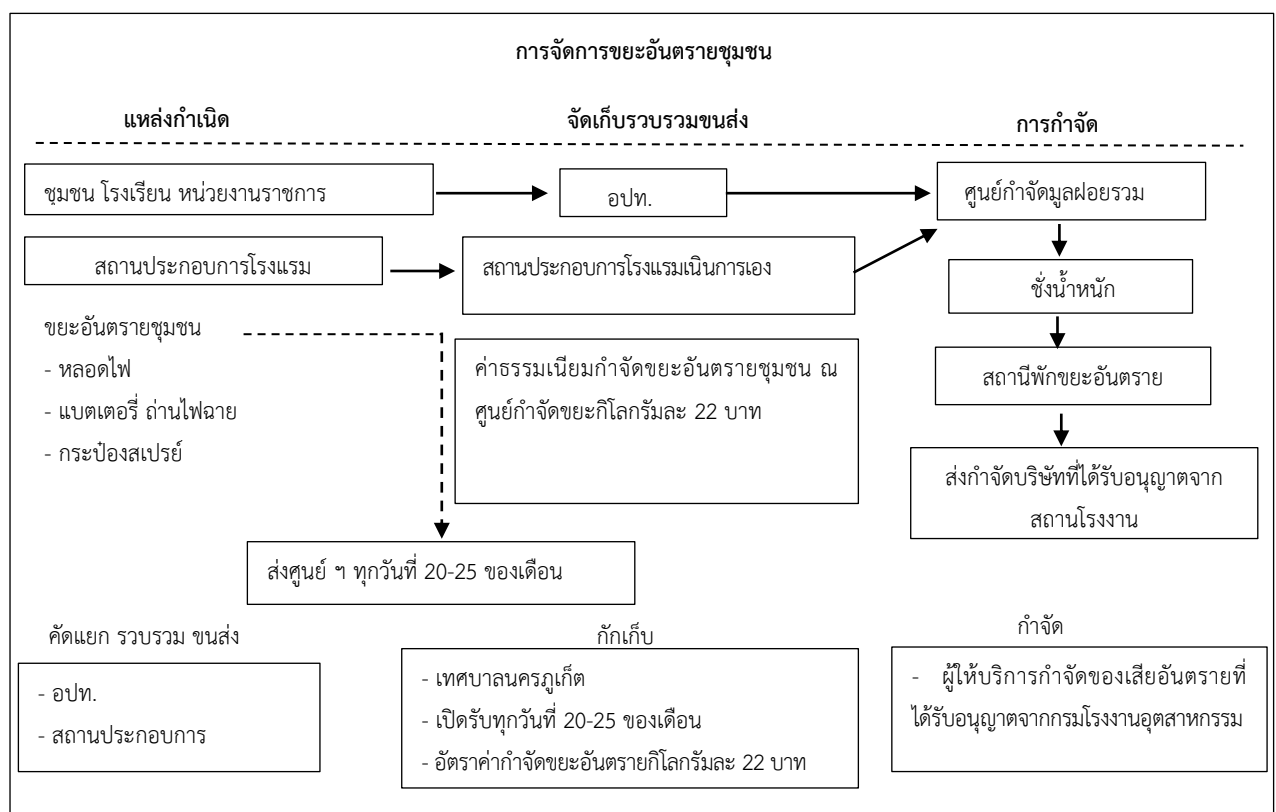 การจัดการขยะอันตรายชุมชน
แหล่งกำเนิด
จัดเก็บรวบรวมขนส่ง
การกำจัด
ชุมชน โรงเรียน หน่วยงานราชการ
อปท.
ศูนย์กำจัดมูลฝอยรวม
สถานประกอบการโรงแรม
สถานประกอบการโรงแรมเนินการเอง
ชั่งน้ำหนัก
ขยะอันตรายชุมชน
- หลอดไฟ
- แบตเตอรี่ ถ่านไฟฉาย
- กระป๋องสเปรย์
ค่าธรรมเนียมกำจัดขยะอันตรายชุมชน ณ
ศูนย์กำจัดขยะกิโลกรัมละ 22 บาท
สถานีพักขยะอันตราย
ส่งกำจัดบริษัทที่ได้รับอนุญาตจาก
สถานโรงงาน
ส่งศูนย์ ฯ ทุกวันที่ 20-25 ของเดือน
คัดแยก รวบรวม ขนส่ง
- อปท.
- สถานประกอบการ
กักเก็บ
- เทศบาลนครภูเก็ต
- เปิดรับทุกวันที่ 20-25 ของเดือน
- อัตราค่ากำจัดขยะอันตรายกิโลกรัมละ 22 บาท
กำจัด
- ผู้ให้บริการกำจัดของเสียอันตรายที่
ได้รับอนุญาตจากกรมโรงงานอุตสาหกรรม